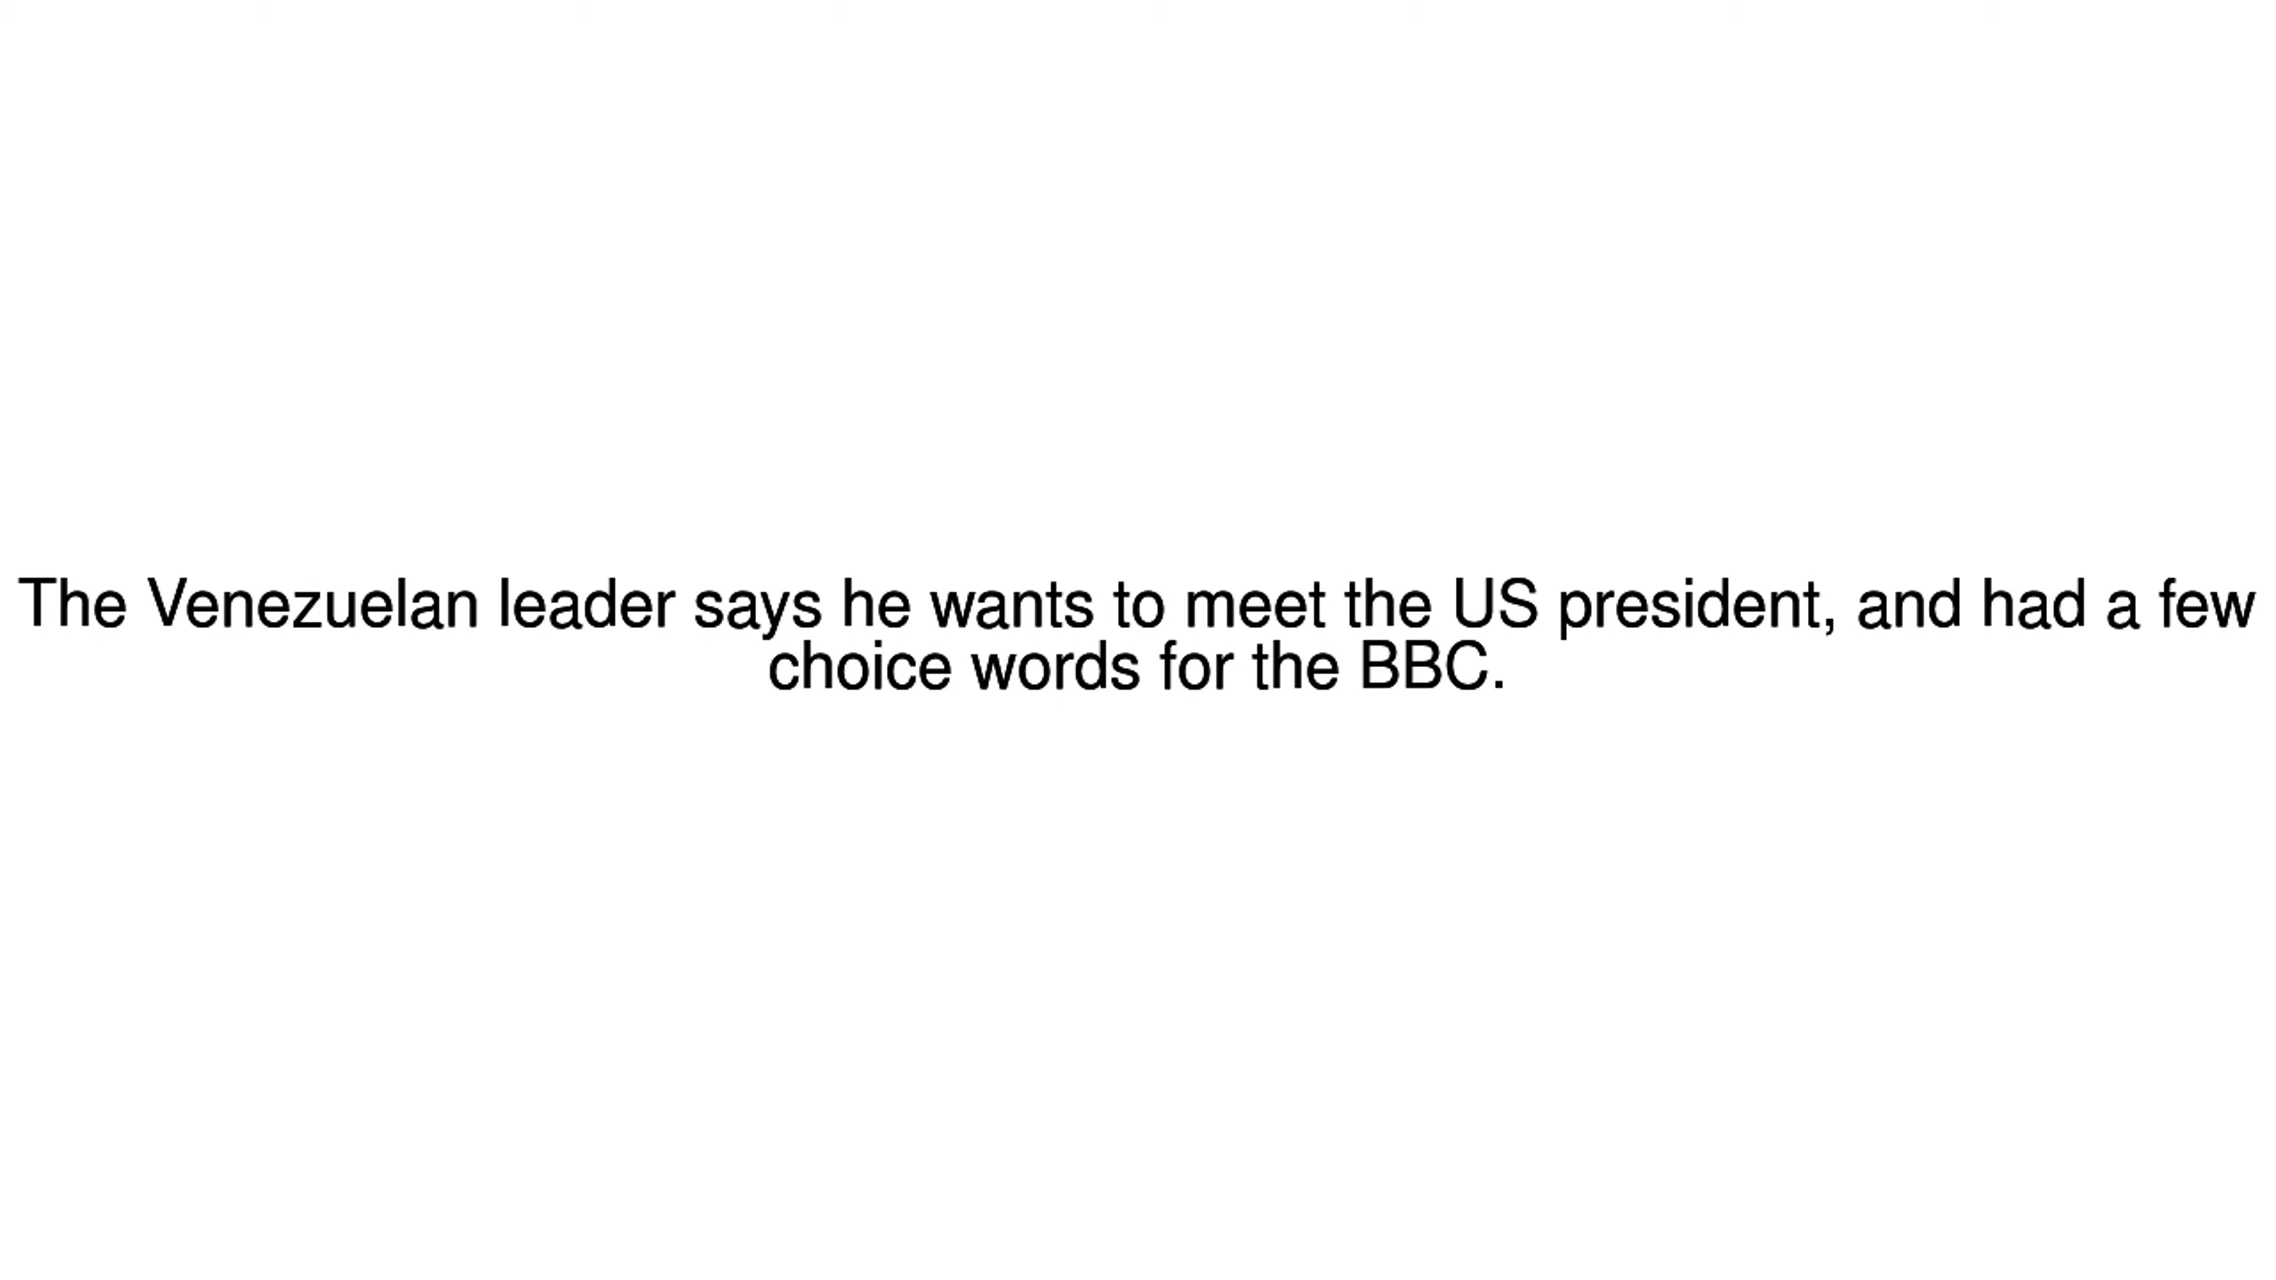 The Venezuelan leader says he wants to meet the US president, and had a few
choice words for the BBC.